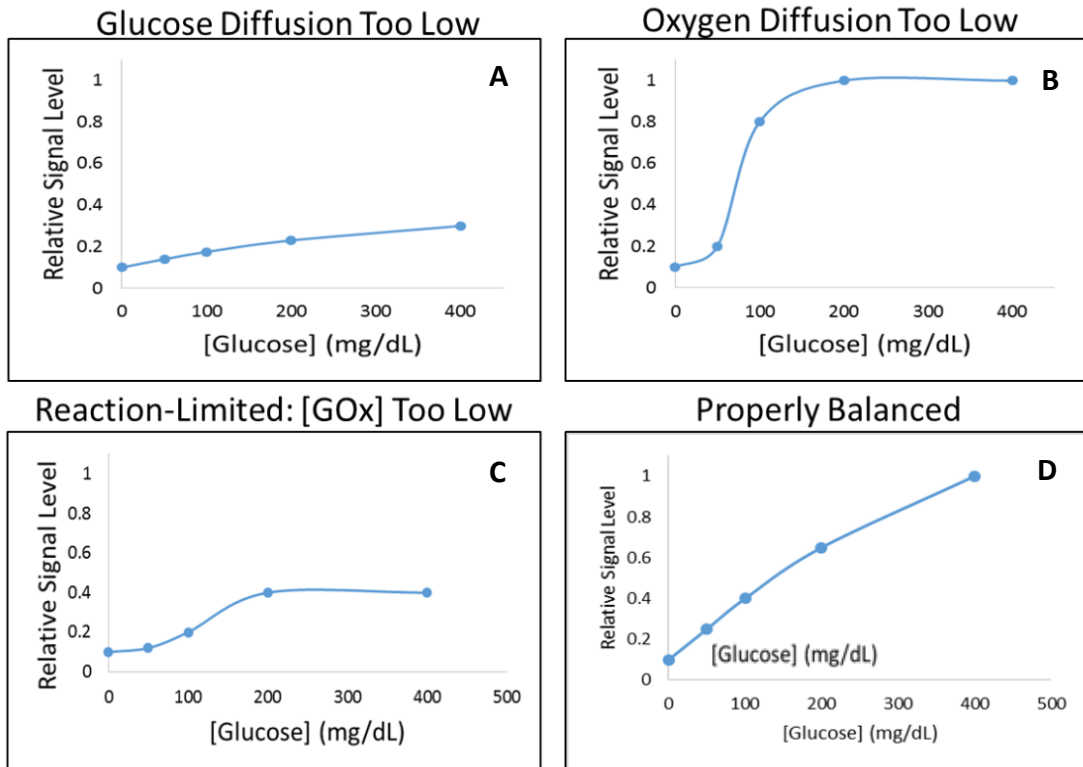 Glucose Diffusion Too Low
A
Relative Signal Level
1
0.8
0.6
0.4
0.2
0
0 100 200 300 400
[Glucose] (mg/dL)
Oxygen Diffusion Too Low
B
Relative Signal Level
1
0.8
0.6
0.4
0.2
0
0 100 200 300 400
[Glucose] (mg/dL)
Reaction-Limited: [GOx] Too Low
C
Relative Signal Level
1
0.8
0.6
0.4
0.2
0
0 100 200 300 400 500
[Glucose] (mg/dL)
Properly Balanced
D
Relative Signal Level
1
0.8
0.6
0.4
0.2
0
[Glucose] (mg/dL)
0 100 200 300 400 500
[Glucose] (mg/dL)